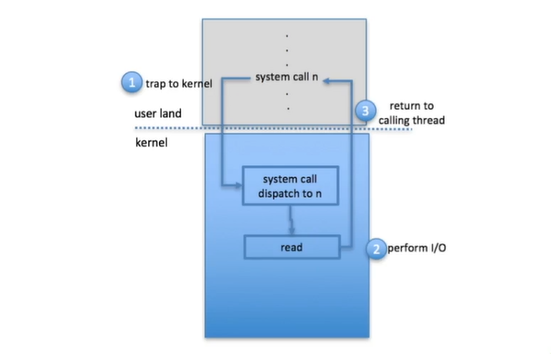 system call n
1
trap to kernel
3
return to
calling thread
user land
kernel
system call
dispatch to n
read
2
perform I/O